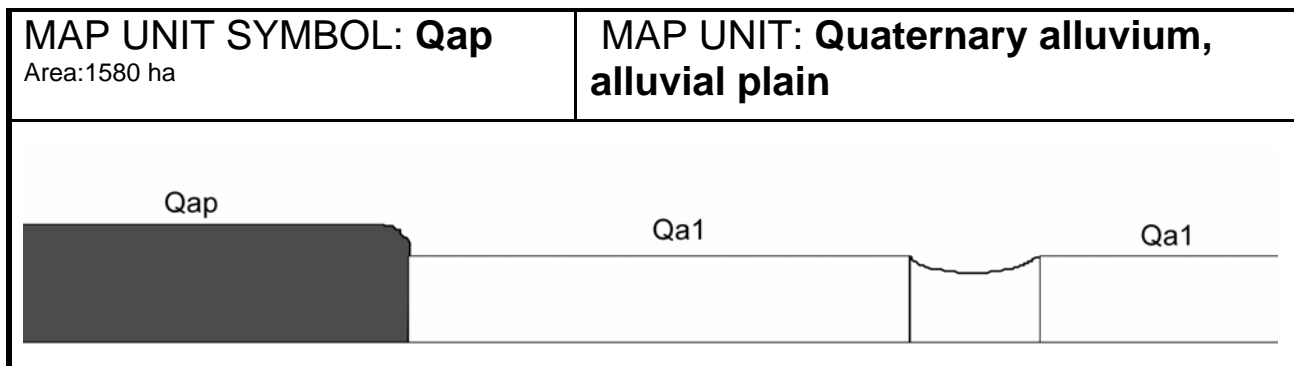 MAP UNIT SYMBOL: Qap
Area:1580 ha
MAP UNIT: Quaternary alluvium,
alluvial plain
Qap
Qa1
Qa1